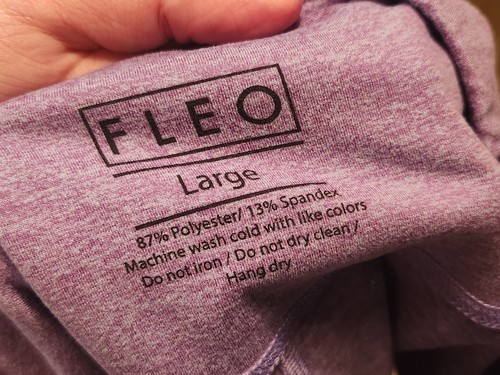 FLEO
Large
87% Polyester/ 13% Spandex
Machine wash cold with like colors
Do not iron / Do not dry clean /
Hang dry